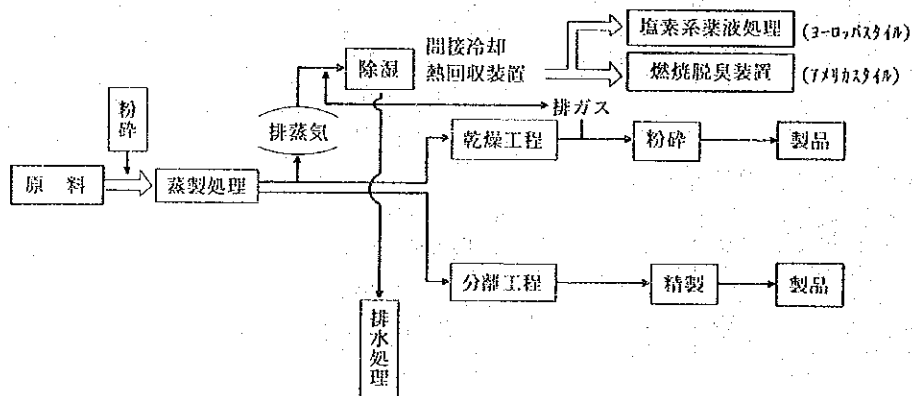 塩素系薬液処理
(ヨーロッパスタイル)
間接冷却
熱回収装置
除湿
燃焼脱臭装置
(アメリカスタイル)
粉砕
排蒸気
排ガス
乾燥工程
粉砕
製品
原料
蒸製処理
分離工程
精製
製品
排水処理